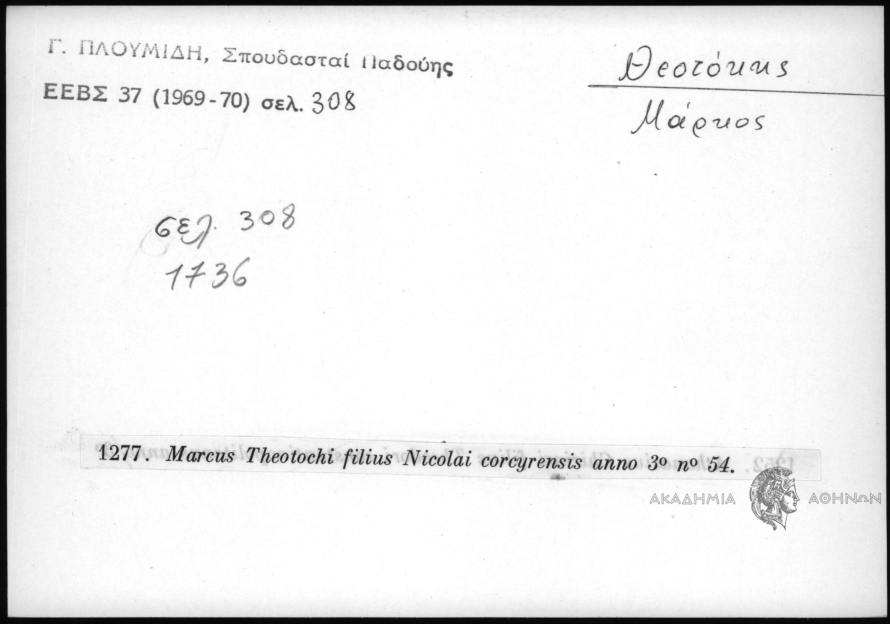 Γ. ΠΛΟΥΜΙΔΗ, Σπουδασταί Παδούης
ΕΕΒΣ 37 (1969-70) σελ. 308
Θεοτόκης
Μάρκος
σελ. 308
1736
1277. Marcus Theotochi filius Nicolai corcyrensis anno 3º nº 54.
ΑΚΑΔΗΜΙΑ ΑΘΗΝΩΝ